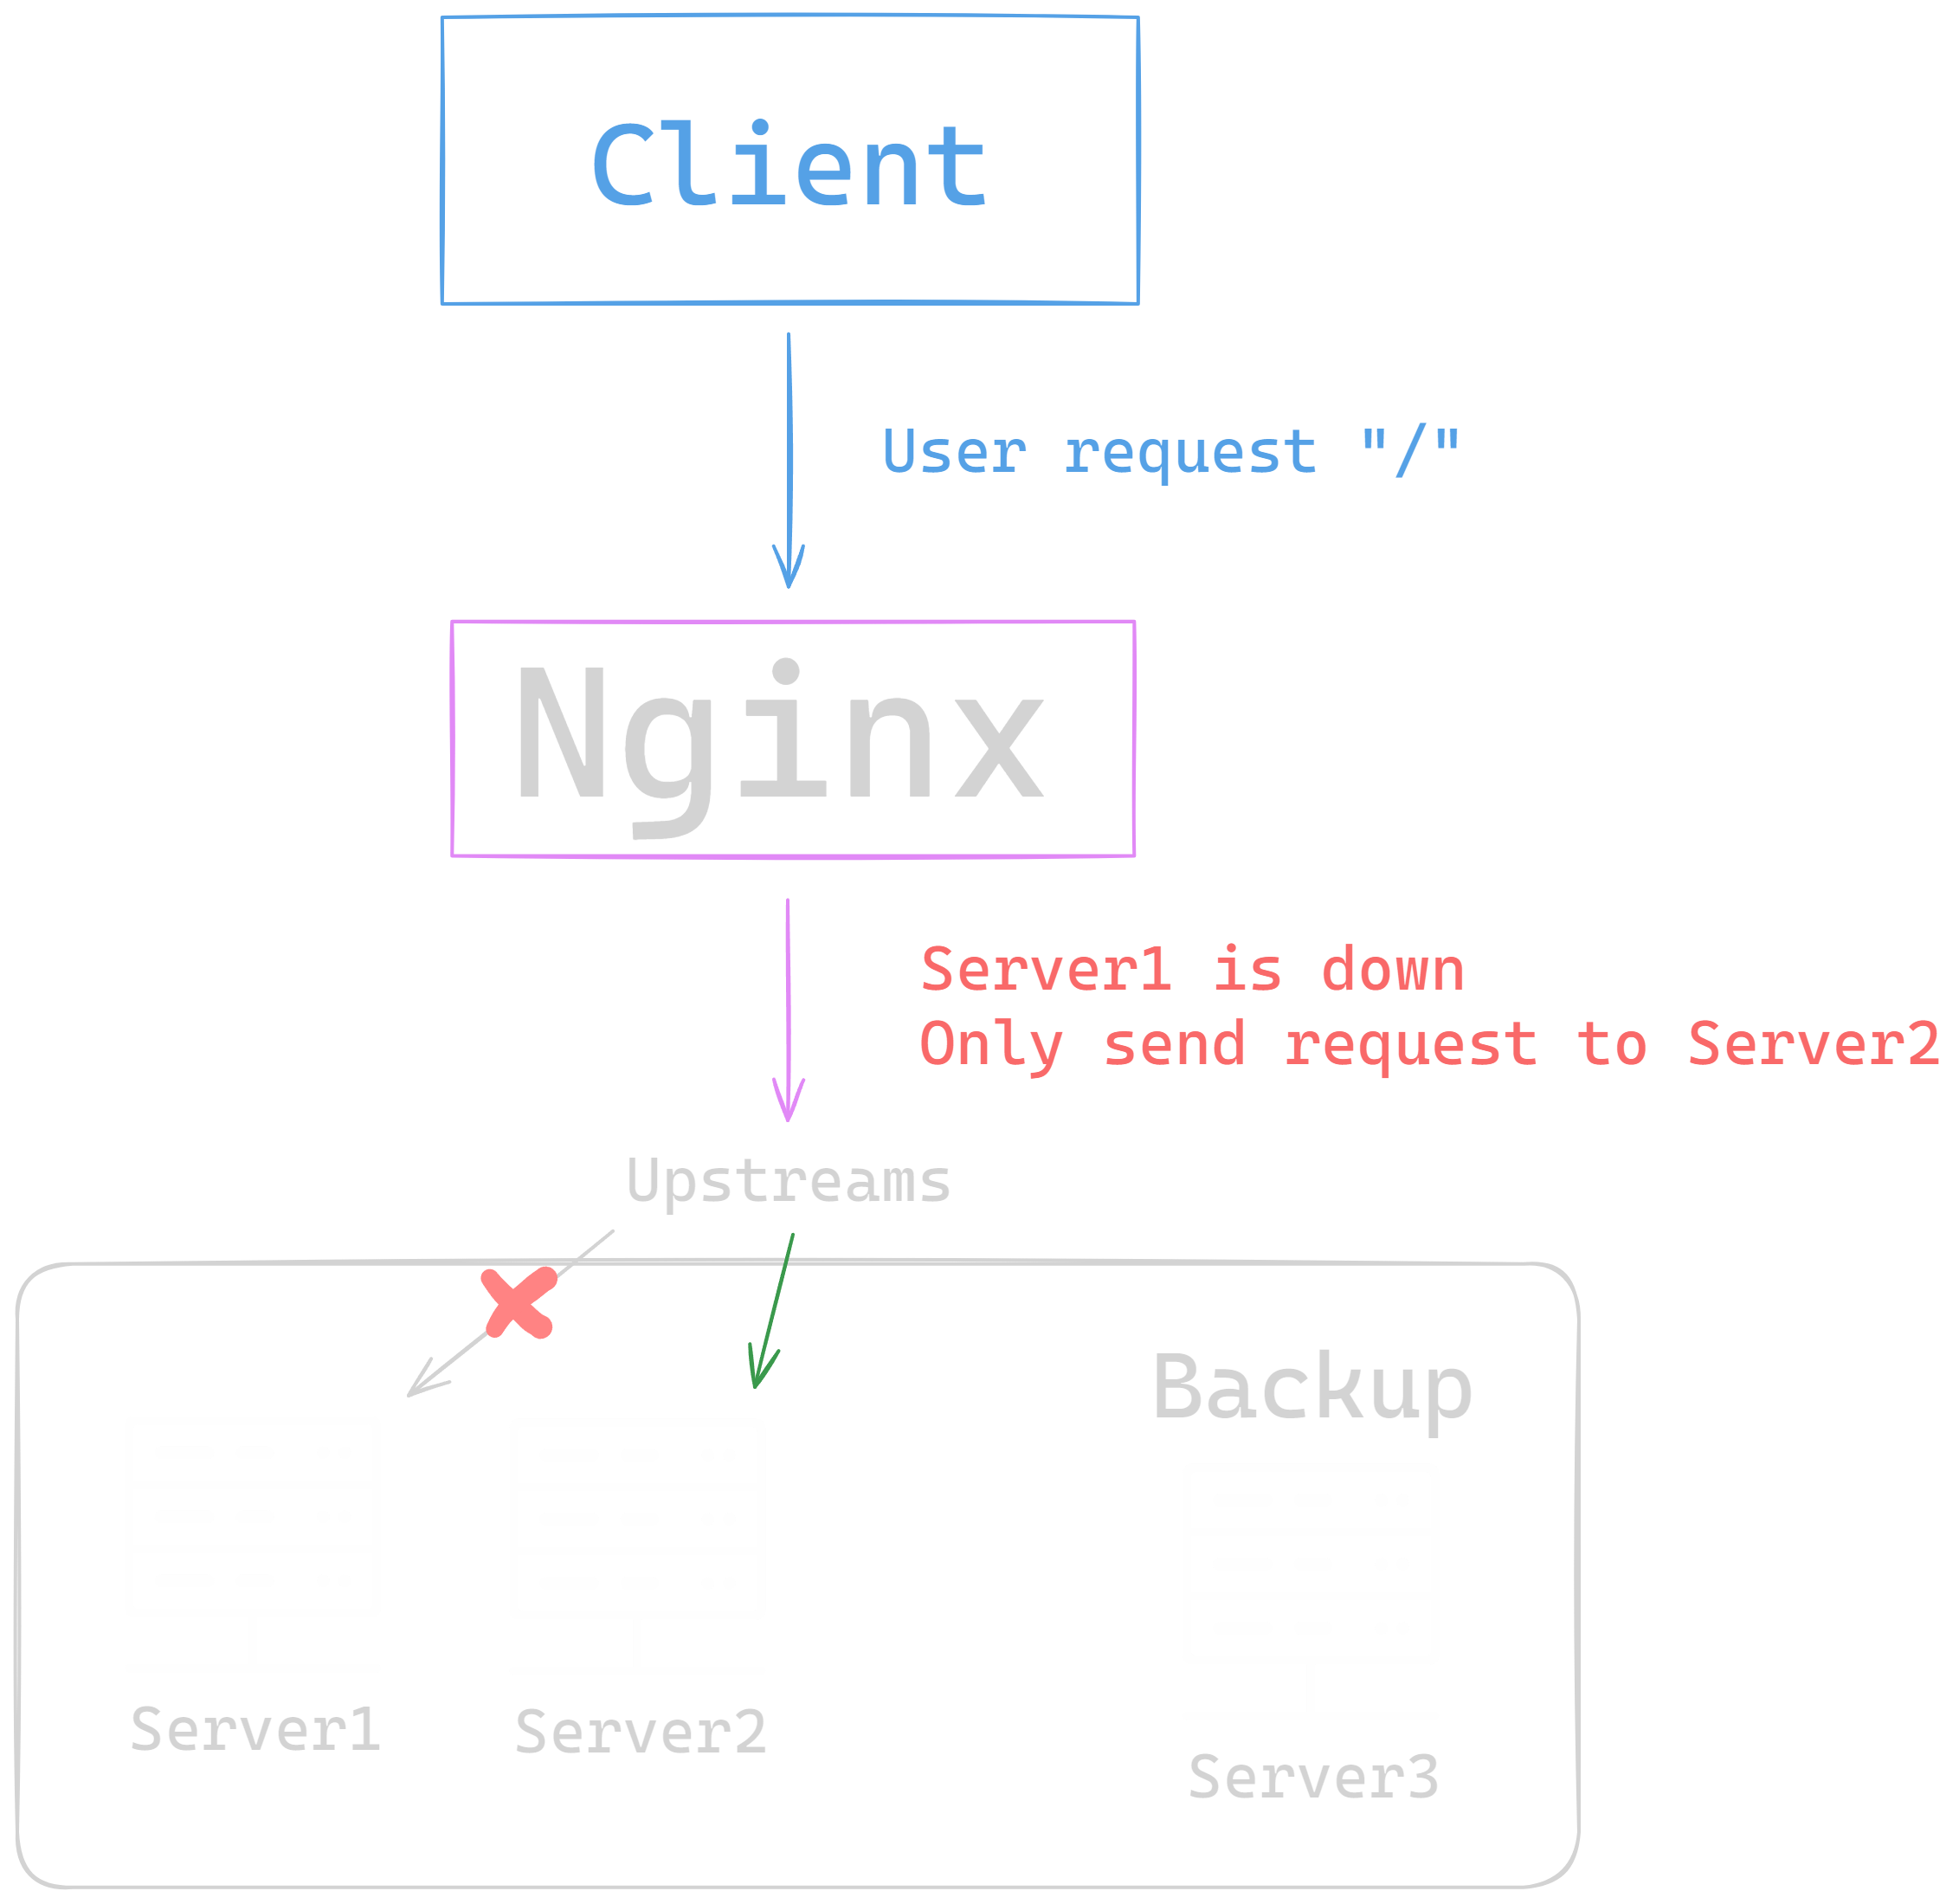 Client
User request "/"
Nginx
Server1 is down
Only send request to Server2
Upstreams
Backup
Server1
Server2
Server3